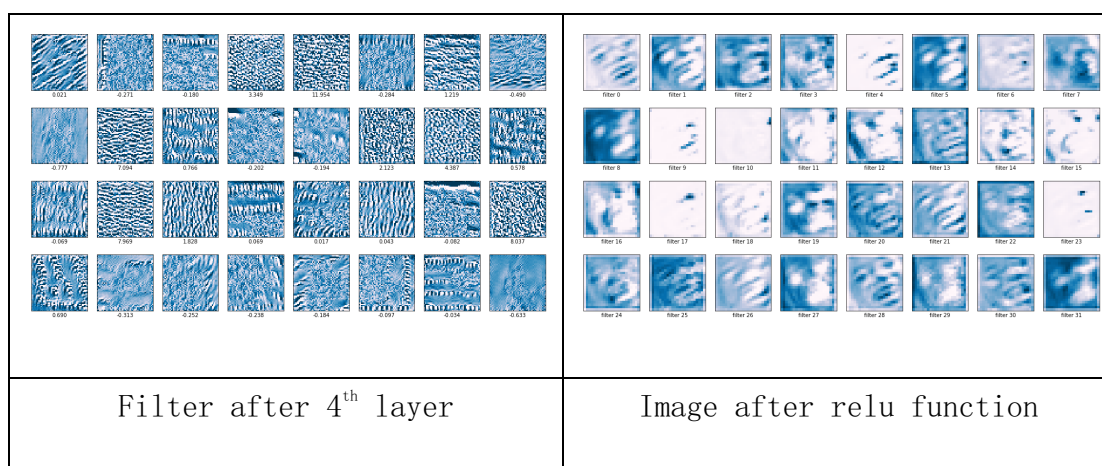 0.021 -0.271 -0.180 3.349 11.954 -0.284 1.219 -0.490
-0.777 7.094 0.766 -0.202 -0.194 2.123 4.387 0.578
-0.069 7.969 1.828 0.069 0.017 0.043 -0.082 8.037
0.690 -0.313 -0.252 -0.238 -0.184 -0.097 -0.034 -0.633
filter 0 filter 1 filter 2 filter 3 filter 4 filter 5 filter 6 filter 7
filter 8 filter 9 filter 10 filter 11 filter 12 filter 13 filter 14 filter 15
filter 16 filter 17 filter 18 filter 19 filter 20 filter 21 filter 22 filter 23
filter 24 filter 25 filter 26 filter 27 filter 28 filter 29 filter 30 filter 31
Filter after 4th layer
Image after relu function